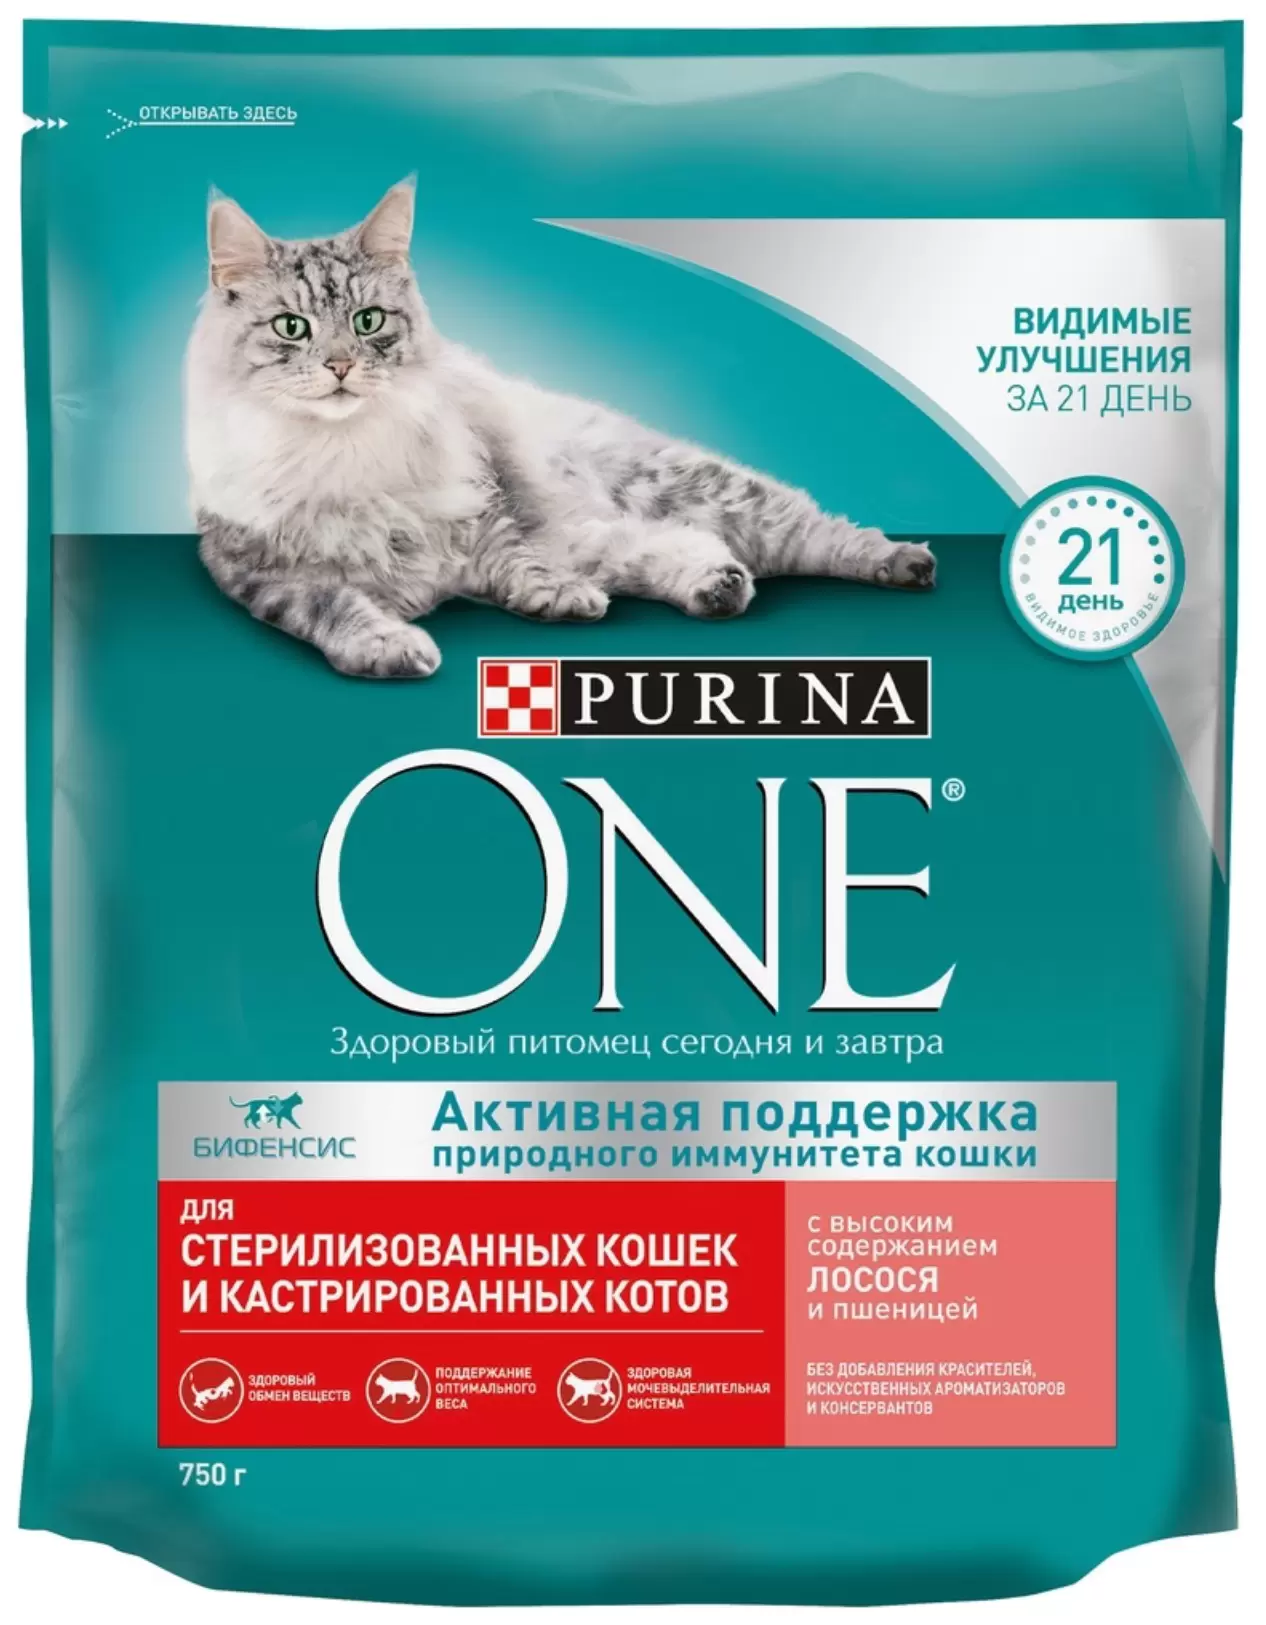 ОТКРЫВАТЬ ЗДЕСЬ
ВИДИМЫЕ
УЛУЧШЕНИЯ
ЗА 21 ДЕНЬ
21
день
ВИДИМОЕ ЗДОРОВЬЕ
PURINA
ONE®
Здоровый питомец сегодня и завтра
БИФЕНСИС
Активная поддержка
природного иммунитета кошки
ДЛЯ
СТЕРИЛИЗОВАННЫХ КОШЕК
И КАСТРИРОВАННЫХ КОТОВ
ЗДОРОВЫЙ
ОБМЕН ВЕЩЕСТВ
ПОДДЕРЖАНИЕ
ОПТИМАЛЬНОГО
ВЕСА
ЗДОРОВАЯ
МОЧЕВЫДЕЛИТЕЛЬНАЯ
СИСТЕМА
с высоким
содержанием
ЛОСОСЯ
и пшеницей
БЕЗ ДОБАВЛЕНИЯ КРАСИТЕЛЕЙ,
ИСКУССТВЕННЫХ АРОМАТИЗАТОРОВ
И КОНСЕРВАНТОВ
750 г